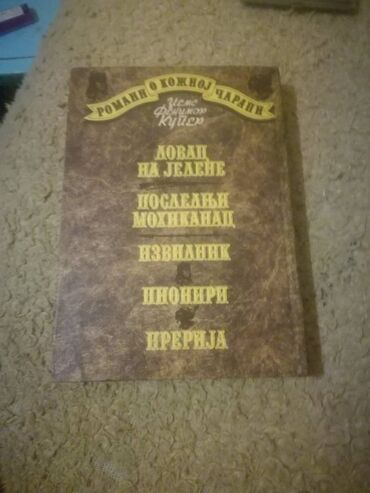 РОМАНИ О КОЖНОЈ ЧАРАПИ
Џемс
Фенимор
Купер
ЛОВАЦ
НА ЈЕЛЕНЕ
ПОСЛЕДЊИ
МОХИКАНАЦ
ИЗВИДНИК
ПИОНИРИ
ПРЕРИЈА